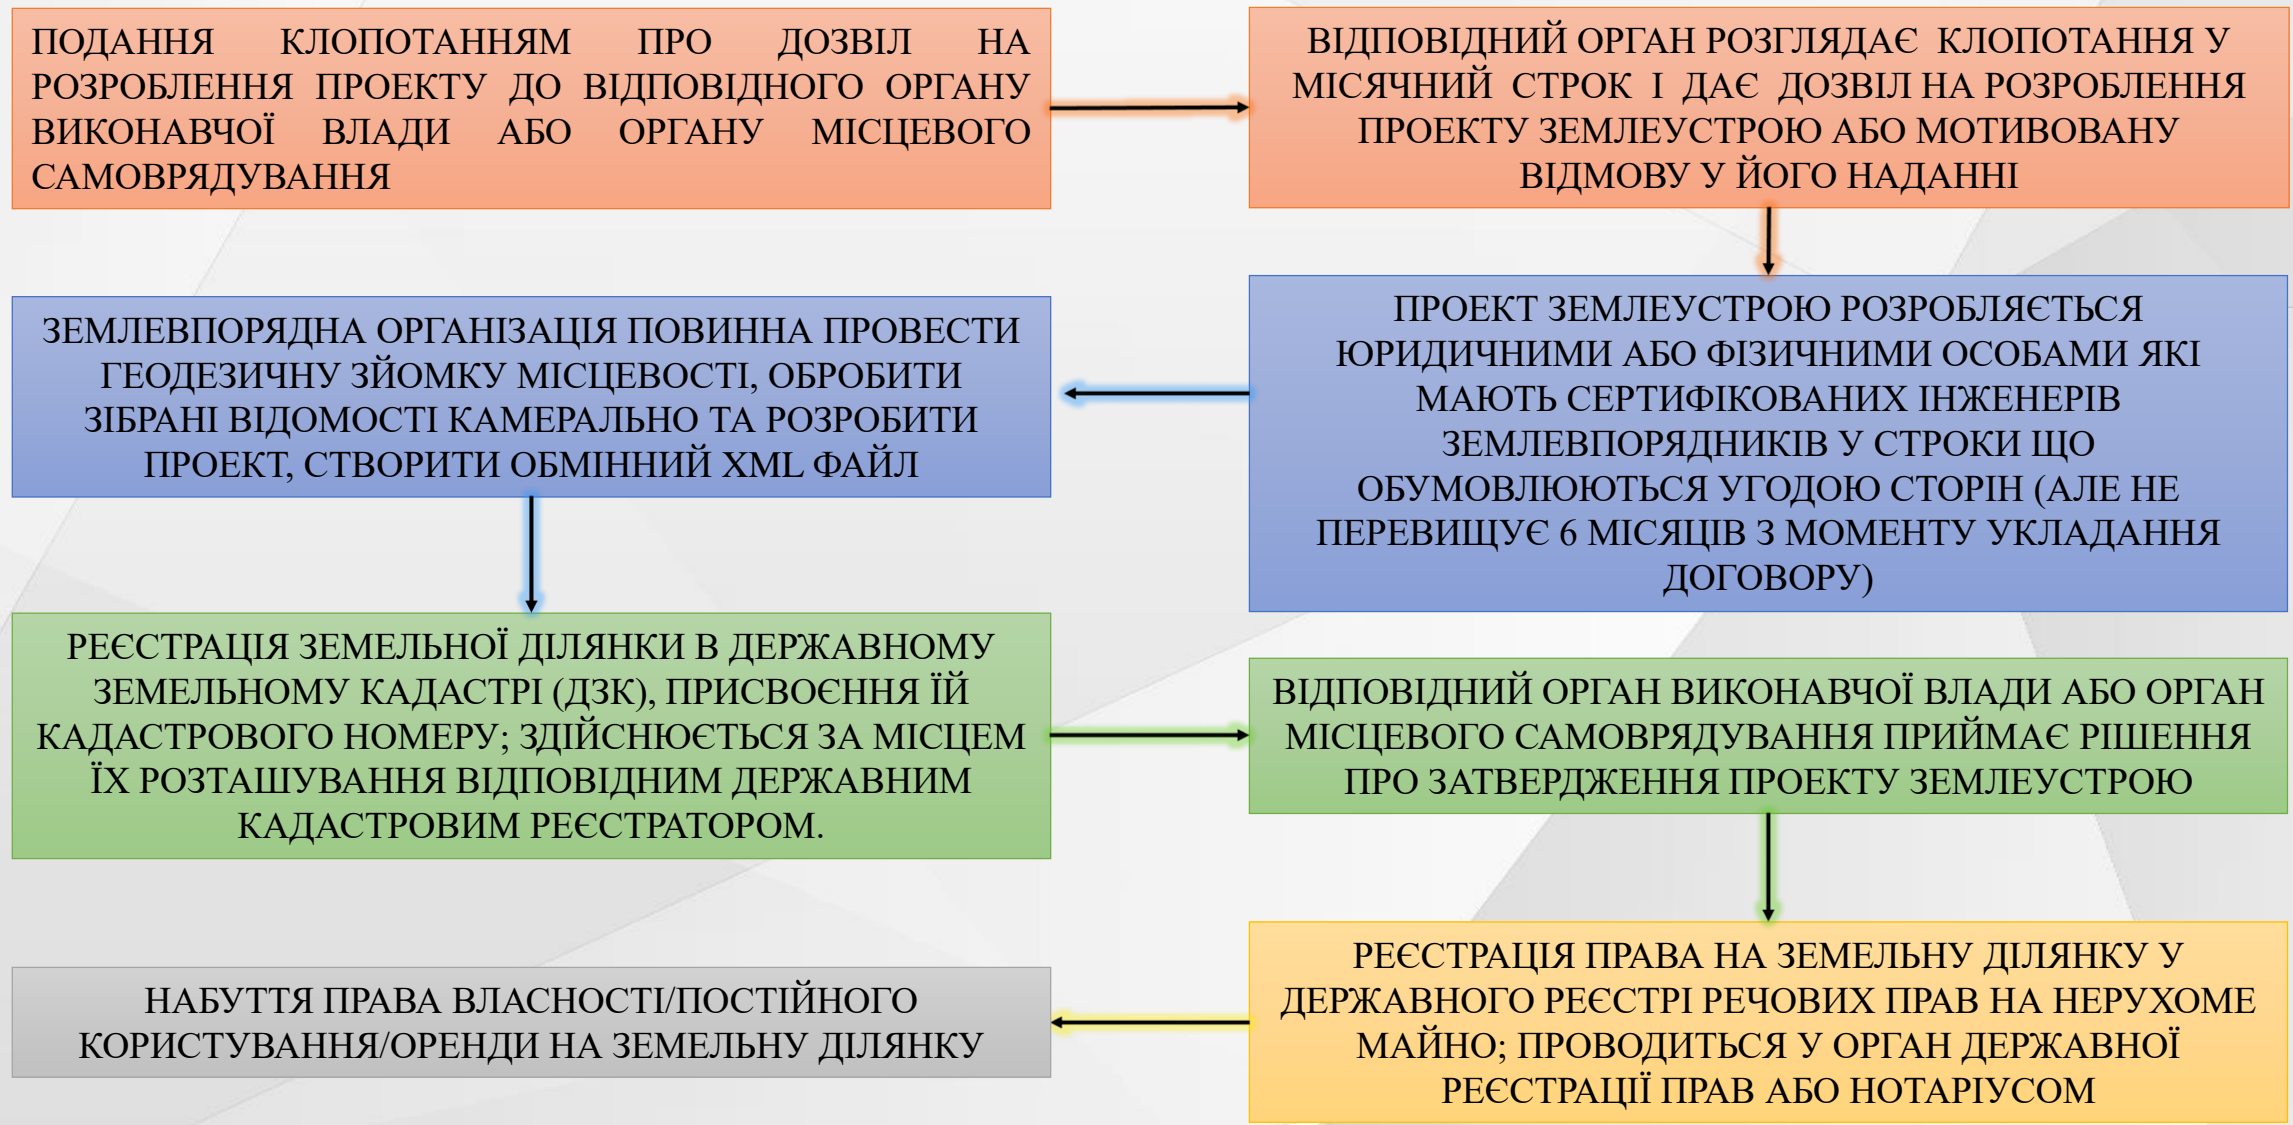 ПОДАННЯ КЛОПОТАННЯМ ПРО ДОЗВІЛ НА
РОЗРОБЛЕННЯ ПРОЕКТУ ДО ВІДПОВІДНОГО ОРГАНУ
ВИКОНАВЧОЇ ВЛАДИ АБО ОРГАНУ МІСЦЕВОГО
САМОВРЯДУВАННЯ
ВІДПОВІДНИЙ ОРГАН РОЗГЛЯДАЄ КЛОПОТАННЯ У
МІСЯЧНИЙ СТРОК І ДАЄ ДОЗВІЛ НА РОЗРОБЛЕННЯ
ПРОЕКТУ ЗЕМЛЕУСТРОЮ АБО МОТИВОВАНУ
ВІДМОВУ У ЙОГО НАДАННІ
ПРОЕКТ ЗЕМЛЕУСТРОЮ РОЗРОБЛЯЄТЬСЯ
ЮРИДИЧНИМИ АБО ФІЗИЧНИМИ ОСОБАМИ ЯКІ
МАЮТЬ СЕРТИФІКОВАНИХ ІНЖЕНЕРІВ
ЗЕМЛЕВПОРЯДНИКІВ У СТРОКИ ЩО
ОБУМОВЛЮЮТЬСЯ УГОДОЮ СТОРІН (АЛЕ НЕ
ПЕРЕВИЩУЄ 6 МІСЯЦІВ З МОМЕНТУ УКЛАДАННЯ
ДОГОВОРУ)
ЗЕМЛЕВПОРЯДНА ОРГАНІЗАЦІЯ ПОВИННА ПРОВЕСТИ
ГЕОДЕЗИЧНУ ЗЙОМКУ МІСЦЕВОСТІ, ОБРОБИТИ
ЗІБРАНІ ВІДОМОСТІ КАМЕРАЛЬНО ТА РОЗРОБИТИ
ПРОЕКТ, СТВОРИТИ ОБМІННИЙ XML ФАЙЛ
РЕЄСТРАЦІЯ ЗЕМЕЛЬНОЇ ДІЛЯНКИ В ДЕРЖАВНОМУ
ЗЕМЕЛЬНОМУ КАДАСТРІ (ДЗК), ПРИСВОЄННЯ ЇЙ
КАДАСТРОВОГО НОМЕРУ; ЗДІЙСНЮЄТЬСЯ ЗА МІСЦЕМ
ЇХ РОЗТАШУВАННЯ ВІДПОВІДНИМ ДЕРЖАВНИМ
КАДАСТРОВИМ РЕЄСТРАТОРОМ.
ВІДПОВІДНИЙ ОРГАН ВИКОНАВЧОЇ ВЛАДИ АБО ОРГАН
МІСЦЕВОГО САМОВРЯДУВАННЯ ПРИЙМАЄ РІШЕННЯ
ПРО ЗАТВЕРДЖЕННЯ ПРОЕКТУ ЗЕМЛЕУСТРОЮ
РЕЄСТРАЦІЯ ПРАВА НА ЗЕМЕЛЬНУ ДІЛЯНКУ У
ДЕРЖАВНОГО РЕЄСТРІ РЕЧОВИХ ПРАВ НА НЕРУХОМЕ
МАЙНО; ПРОВОДИТЬСЯ У ОРГАН ДЕРЖАВНОЇ
РЕЄСТРАЦІЇ ПРАВ АБО НОТАРІУСОМ
НАБУТТЯ ПРАВА ВЛАСНОСТІ/ПОСТІЙНОГО
КОРИСТУВАННЯ/ОРЕНДИ НА ЗЕМЕЛЬНУ ДІЛЯНКУ